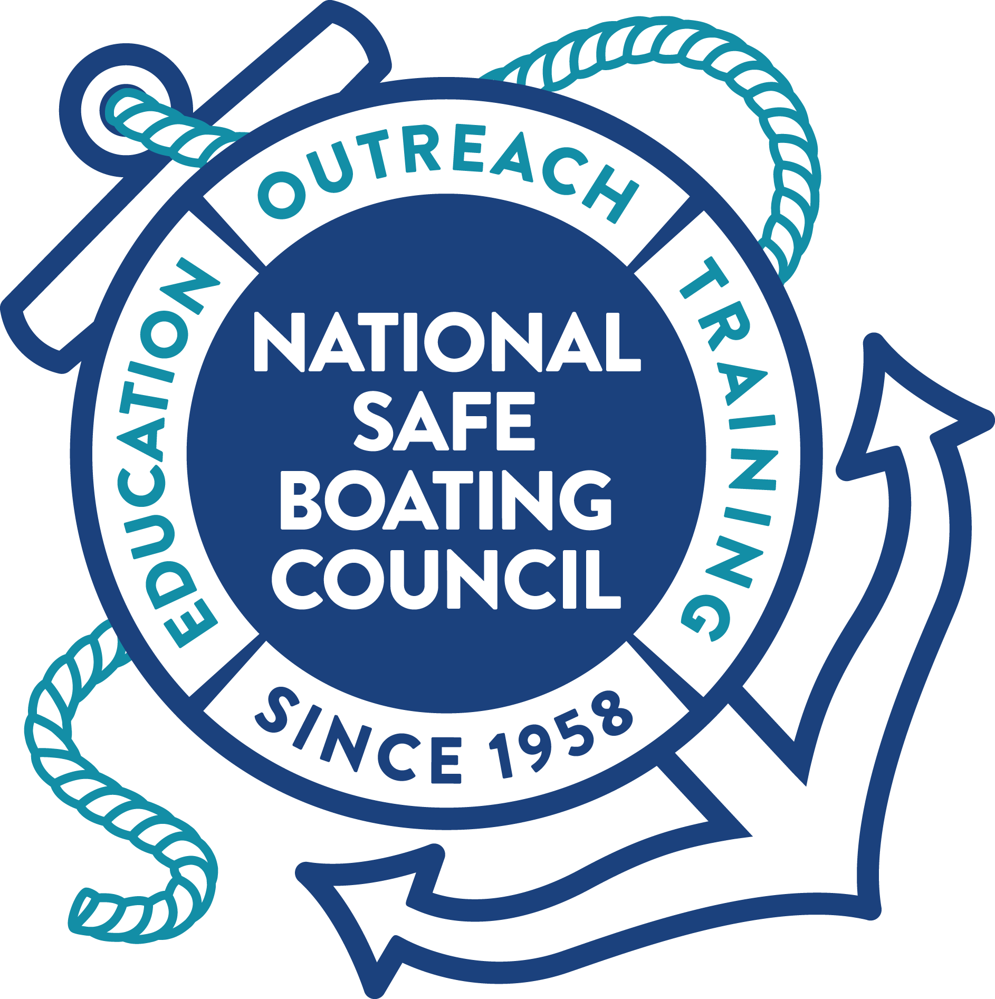 OUTREACH
EDUCATION
TRAINING
NATIONAL
SAFE
BOATING
COUNCIL
SINCE 1958